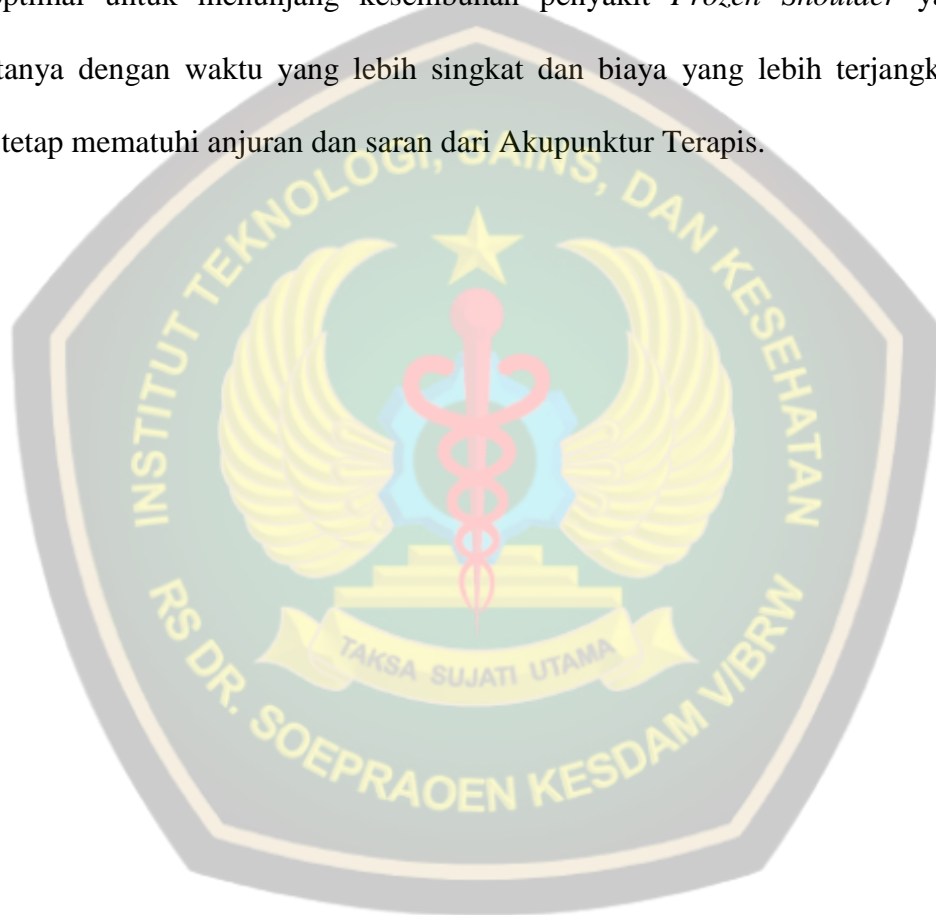 optimal untuk menunjang kesembuhan penyakit Frozen Shoulder
tanya dengan waktu yang lebih singkat dan biaya yang lebih terjangk
tetap mematuhi anjuran dan saran dari Akupunktur Terapis.
INSTITUT TEKNOLOGI, SAINS, DAN KESEHATAN
TAKSA SUJATI UTAMA
RS DR. SOEPRAOEN KESDAM V/BRW